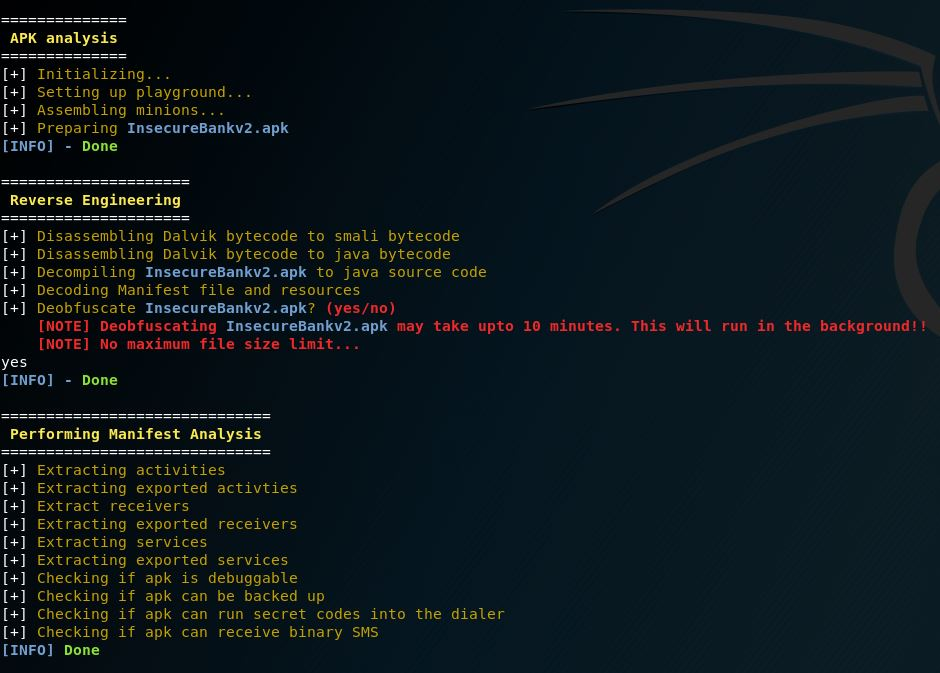 ==============
APK analysis
==============
[+] Initializing...
[+] Setting up playground...
[+] Assembling minions...
[+] Preparing InsecureBankv2.apk
[INFO] - Done
=====================
Reverse Engineering
=====================
[+] Disassembling Dalvik bytecode to smali bytecode
[+] Disassembling Dalvik bytecode to java bytecode
[+] Decompiling InsecureBankv2.apk to java source code
[+] Decoding Manifest file and resources
[+] Deobfuscate InsecureBankv2.apk? (yes/no)
[NOTE] Deobfuscating InsecureBankv2.apk may take upto 10 minutes. This will run in the background!!
[NOTE] No maximum file size limit...
yes
[INFO] - Done
==============================
Performing Manifest Analysis
==============================
[+] Extracting activities
[+] Extracting exported activties
[+] Extract receivers
[+] Extracting exported receivers
[+] Extracting services
[+] Extracting exported services
[+] Checking if apk is debuggable
[+] Checking if apk can be backed up
[+] Checking if apk can run secret codes into the dialer
[+] Checking if apk can receive binary SMS
[INFO] Done